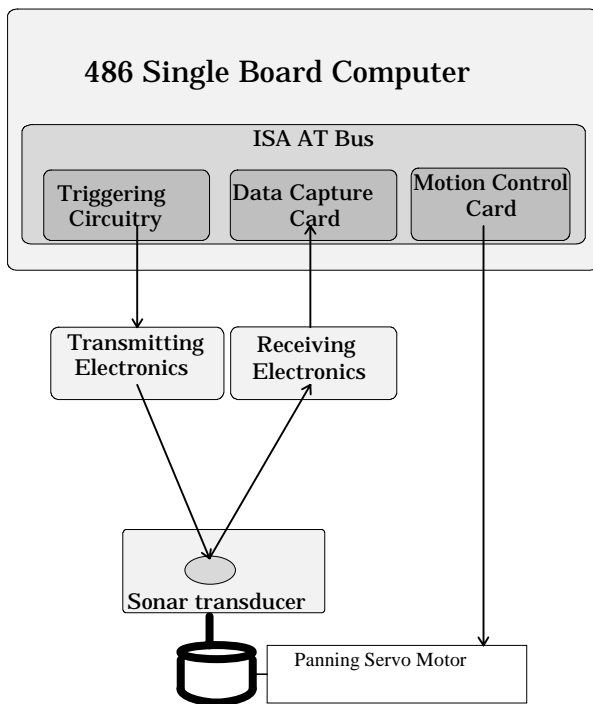 486 Single Board Computer
ISA AT Bus
Triggering
Circuitry
Data Capture
Card
Motion Control
Card
Transmitting
Electronics
Receiving
Electronics
Sonar transducer
Panning Servo Motor